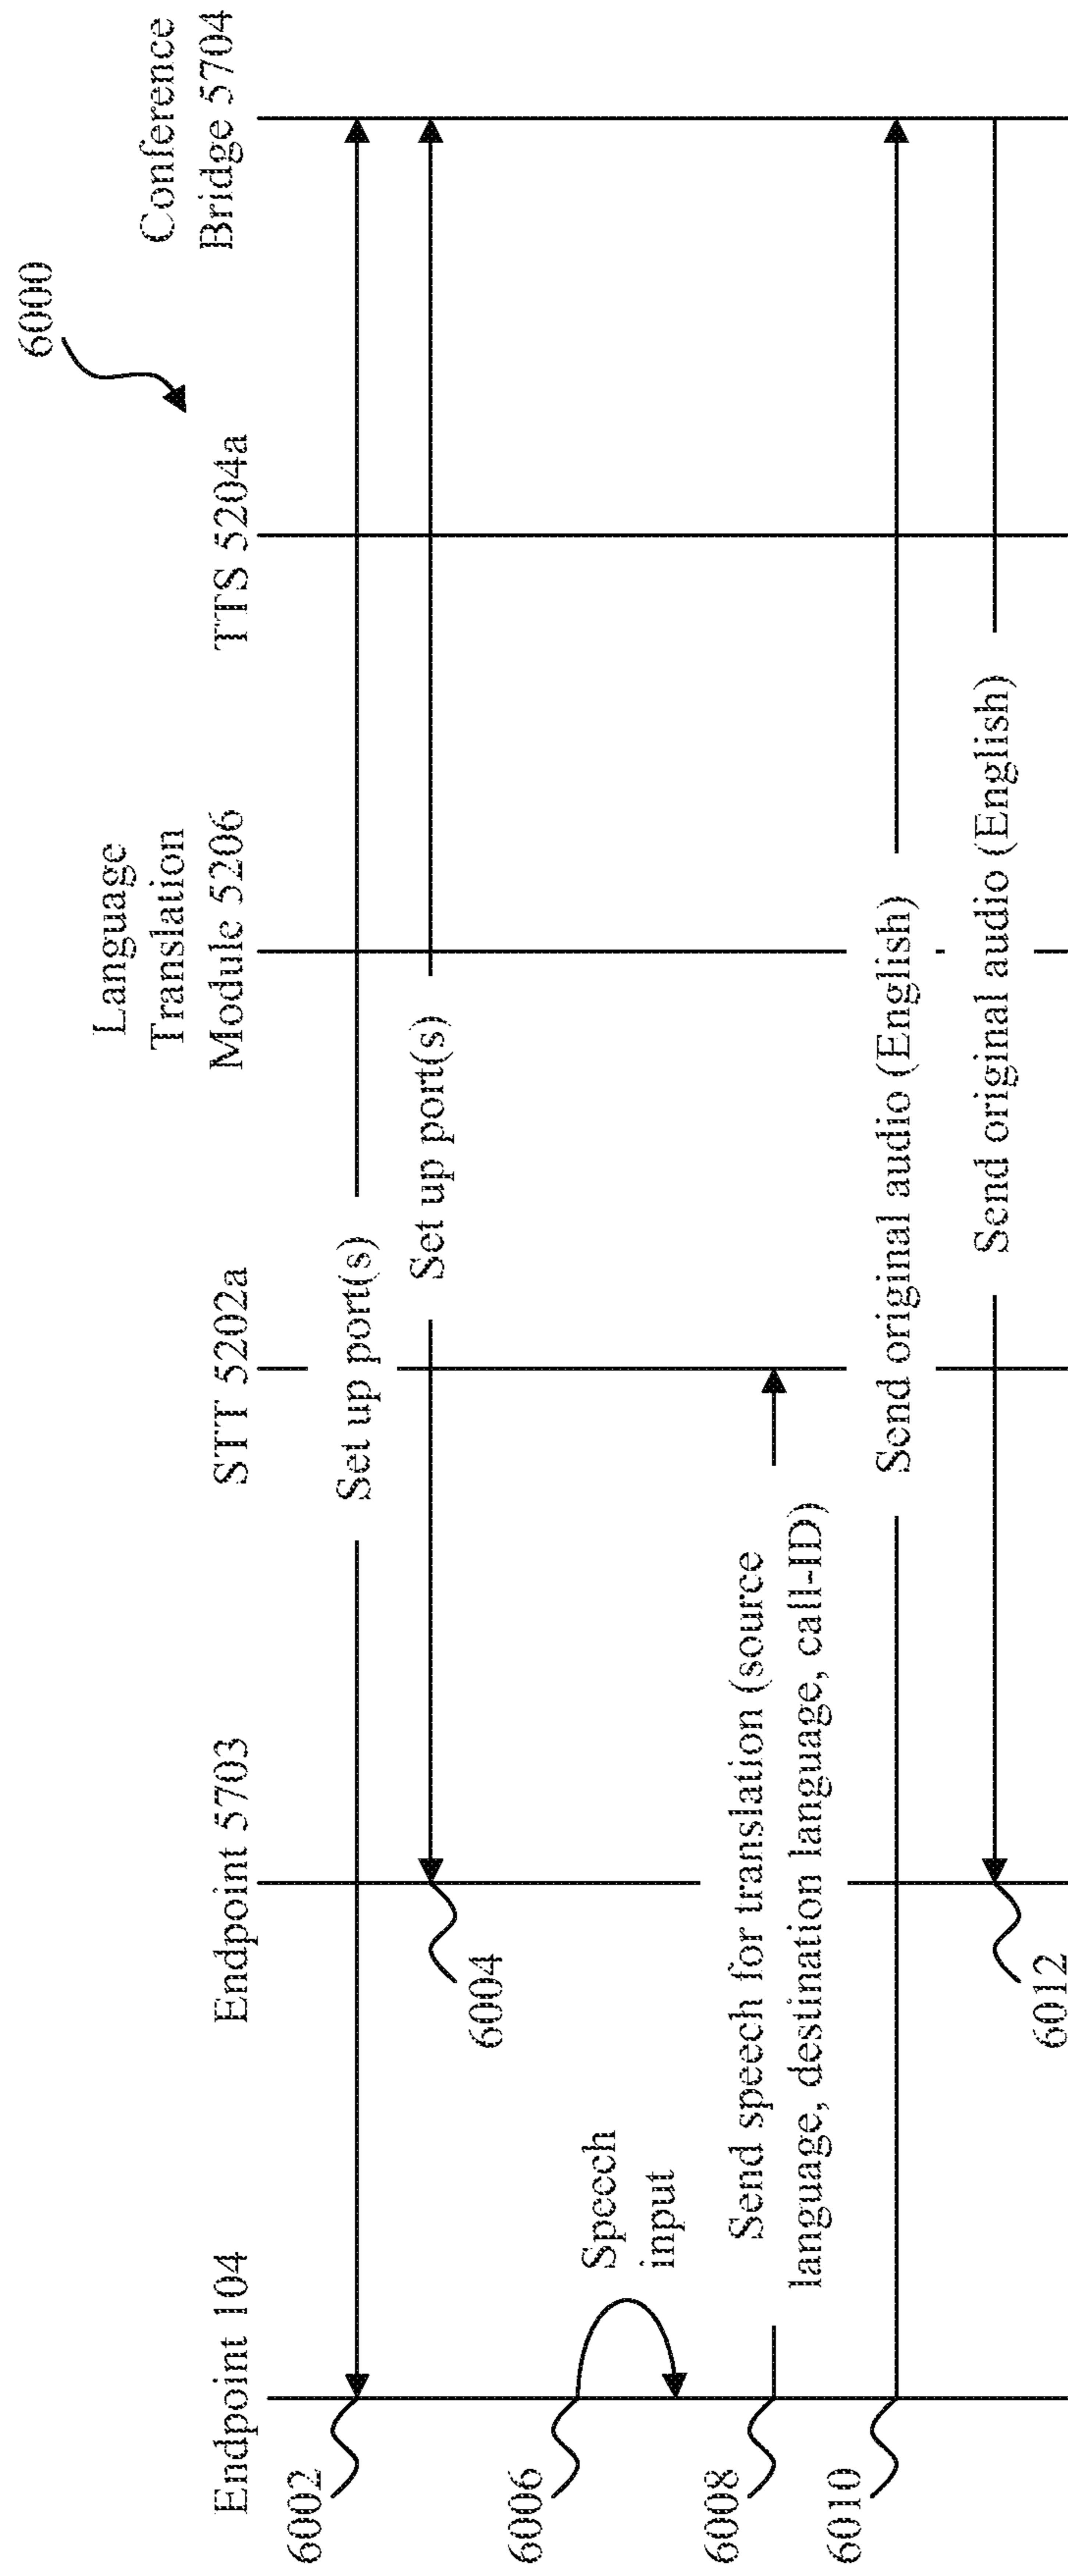 6000
Endpoint 104
Endpoint 5703
STT 5202a
Language
Translation
Module 5206
TTS 5204a
Conference
Bridge 5704
6002
Set up port(s)
Set up port(s)
6004
6006
Speech
input
6008
Send speech for translation (source
language, destination language, call-ID)
6010
Send original audio (English)
Send original audio (English)
6012